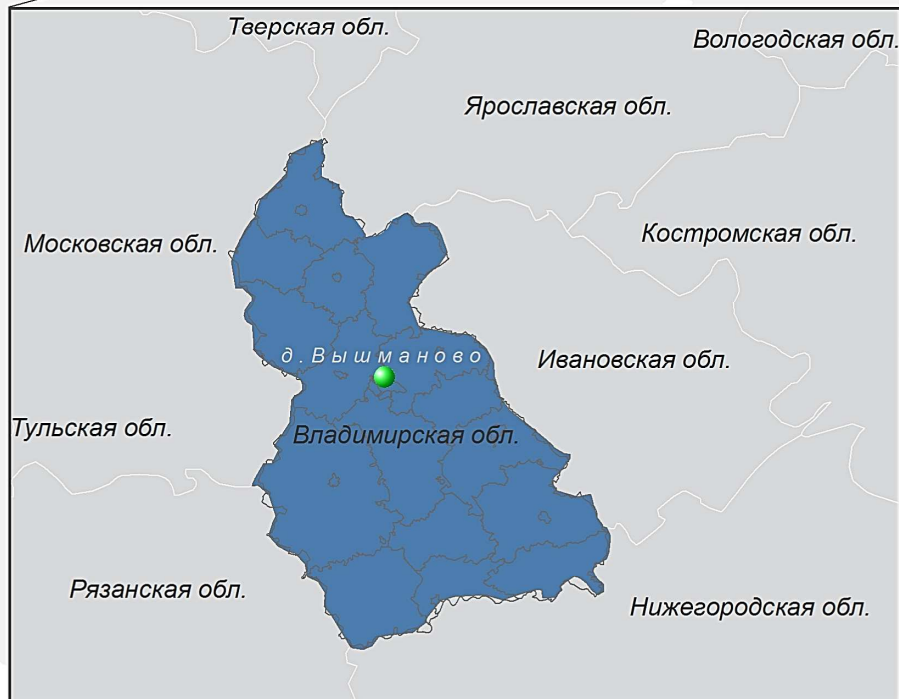 Тверская обл.
Вологодская обл.
Ярославская обл.
Московская обл.
Костромская обл.
д. Вышманово
Ивановская обл.
Тульская обл.
Владимирская обл.
Рязанская обл.
Нижегородская обл.